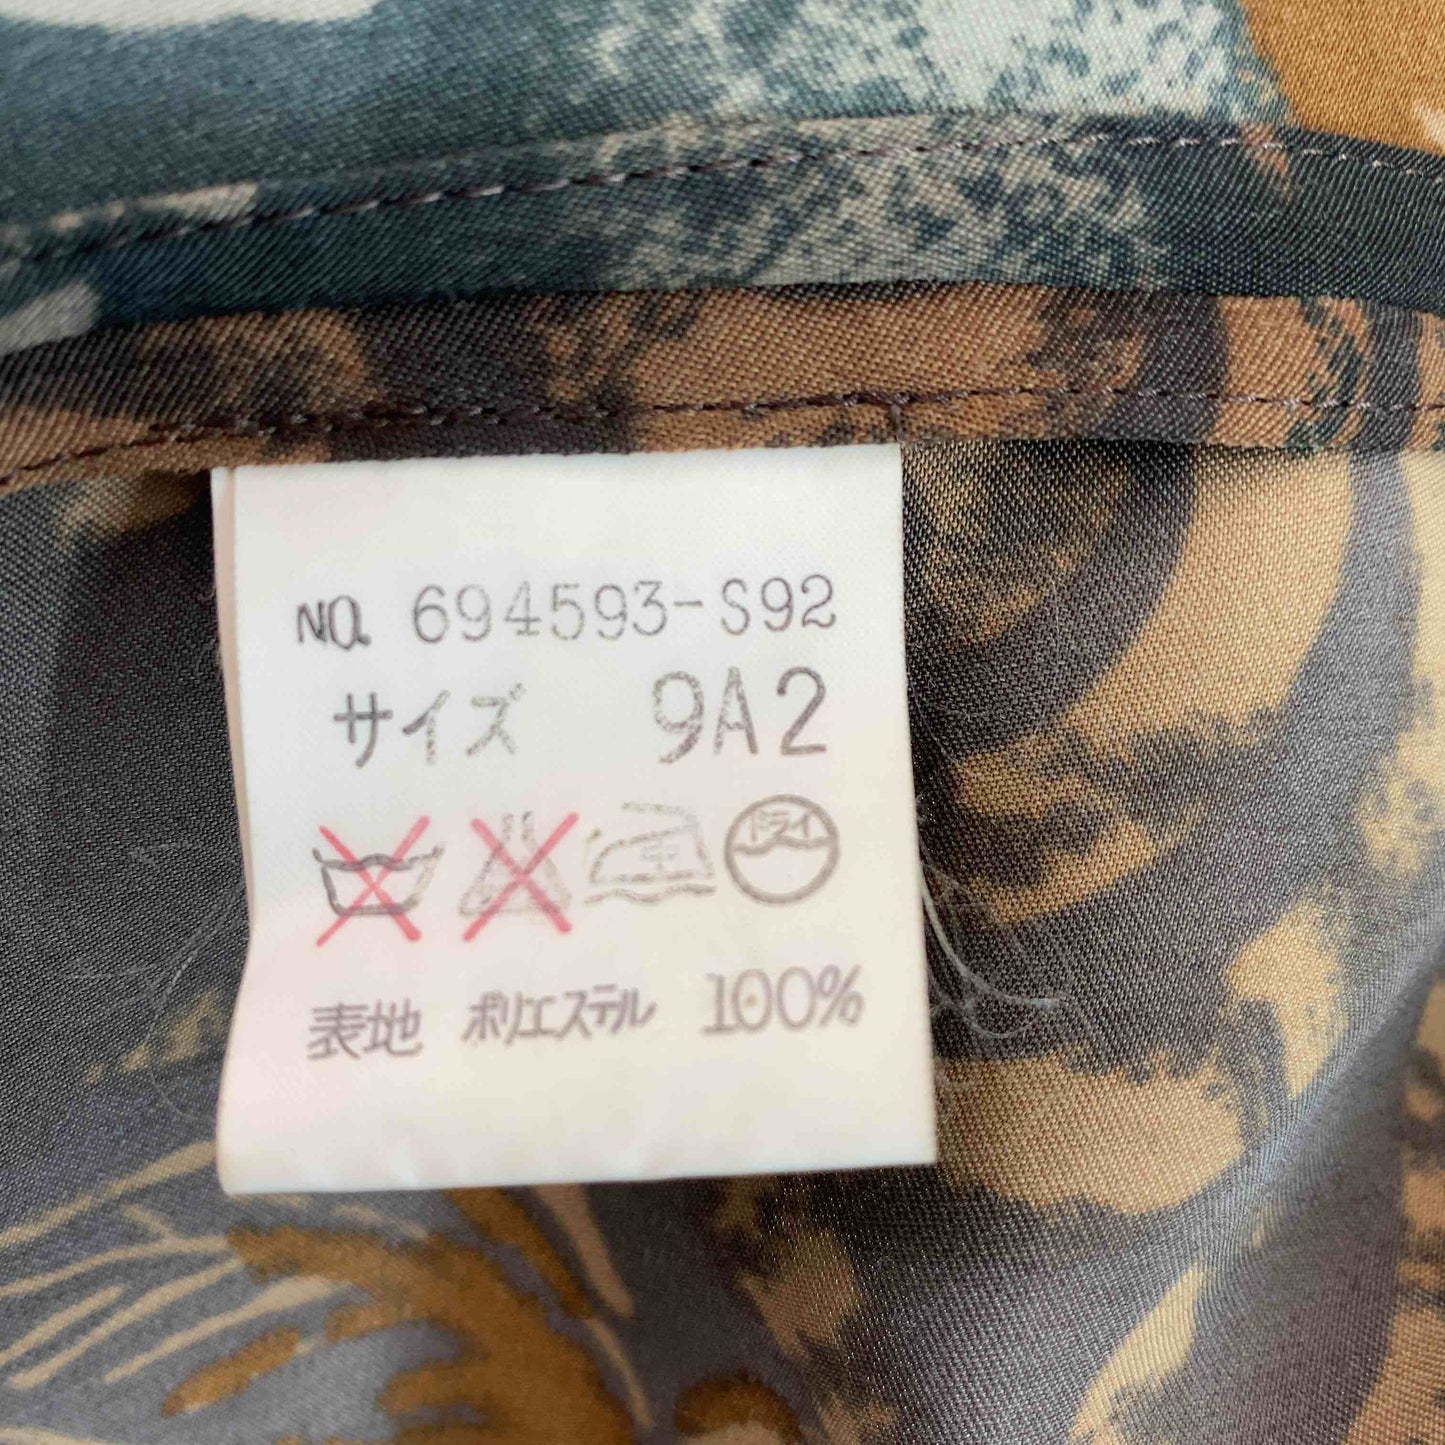 NO. 694593-S92
サイズ 9A2
ドライ
表地 ポリエステル 100%